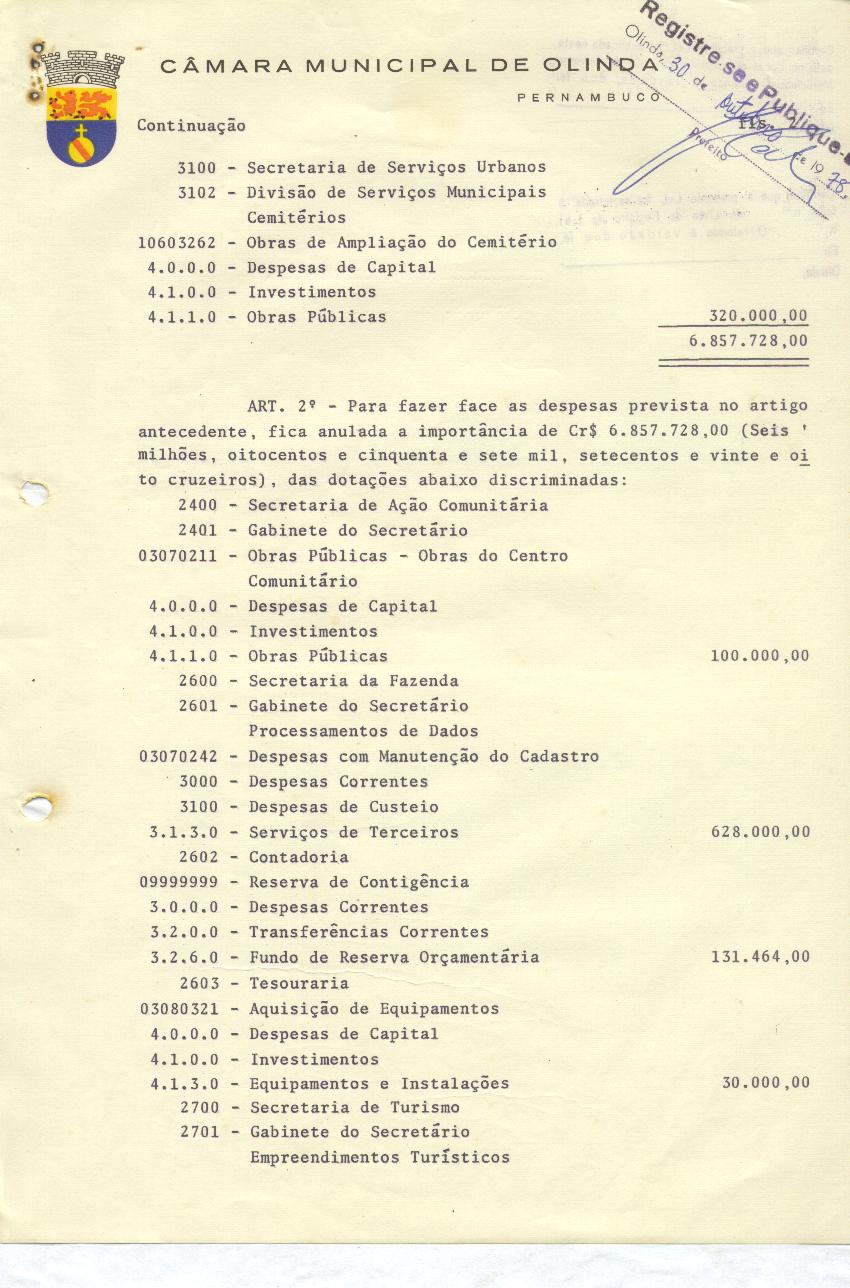 CÂMARA MUNICIPAL DE OLINDA
PERNAMBUCO
Registre.see Publique-
Olinda, 30 de outubro de 1978.
Prefeito
Continuação
fls.
3100 - Secretaria de Serviços Urbanos
3102 - Divisão de Serviços Municipais
Cemitérios
10603262 - Obras de Ampliação do Cemitério
4.0.0.0 - Despesas de Capital
4.1.0.0 - Investimentos
4.1.1.0 - Obras Públicas 320.000,00
6.857.728,00
ART. 2º - Para fazer face as despesas prevista no artigo
antecedente, fica anulada a importância de Cr$ 6.857.728,00 (Seis '
milhões, oitocentos e cinquenta e sete mil, setecentos e vinte e oi
to cruzeiros), das dotações abaixo discriminadas:
2400 - Secretaria de Ação Comunitária
2401 - Gabinete do Secretário
03070211 - Obras Públicas - Obras do Centro
Comunitário
4.0.0.0 - Despesas de Capital
4.1.0.0 - Investimentos
4.1.1.0 - Obras Públicas 100.000,00
2600 - Secretaria da Fazenda
2601 - Gabinete do Secretário
Processamentos de Dados
03070242 - Despesas com Manutenção do Cadastro
3000 - Despesas Correntes
3100 - Despesas de Custeio
3.1.3.0 - Serviços de Terceiros 628.000,00
2602 - Contadoria
09999999 - Reserva de Contigência
3.0.0.0 - Despesas Correntes
3.2.0.0 - Transferências Correntes
3.2.6.0 - Fundo de Reserva Orçamentária 131.464,00
2603 - Tesouraria
03080321 - Aquisição de Equipamentos
4.0.0.0 - Despesas de Capital
4.1.0.0 - Investimentos
4.1.3.0 - Equipamentos e Instalações 30.000,00
2700 - Secretaria de Turismo
2701 - Gabinete do Secretário
Empreendimentos Turísticos